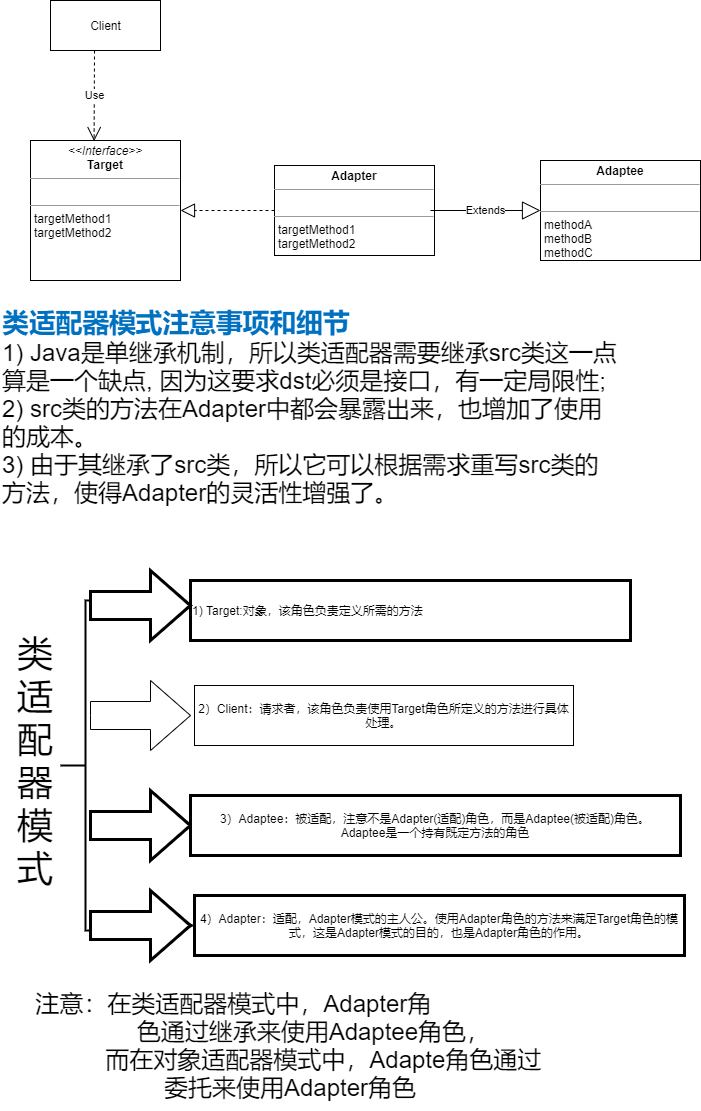 Client
Use
<<Interface>>
Target
targetMethod1
targetMethod2
Adapter
targetMethod1
targetMethod2
Extends
Adaptee
methodA
methodB
methodC
类适配器模式注意事项和细节
1) Java是单继承机制，所以类适配器需要继承src类这一点
算是一个缺点, 因为这要求dst必须是接口，有一定局限性;
2) src类的方法在Adapter中都会暴露出来，也增加了使用
的成本。
3) 由于其继承了src类，所以它可以根据需求重写src类的
方法，使得Adapter的灵活性增强了。
类适配器模式
1) Target:对象，该角色负责定义所需的方法
2）Client：请求者，该角色负责使用Target角色所定义的方法进行具体
处理。
3）Adaptee：被适配，注意不是Adapter(适配)角色，而是Adaptee(被适配)角色。
Adaptee是一个持有既定方法的角色
4）Adapter：适配，Adapter模式的主人公。使用Adapter角色的方法来满足Target角色的模
式，这是Adapter模式的目的，也是Adapter角色的作用。
注意：在类适配器模式中，Adapter角
色通过继承来使用Adaptee角色，
而在对象适配器模式中，Adapte角色通过
委托来使用Adapter角色